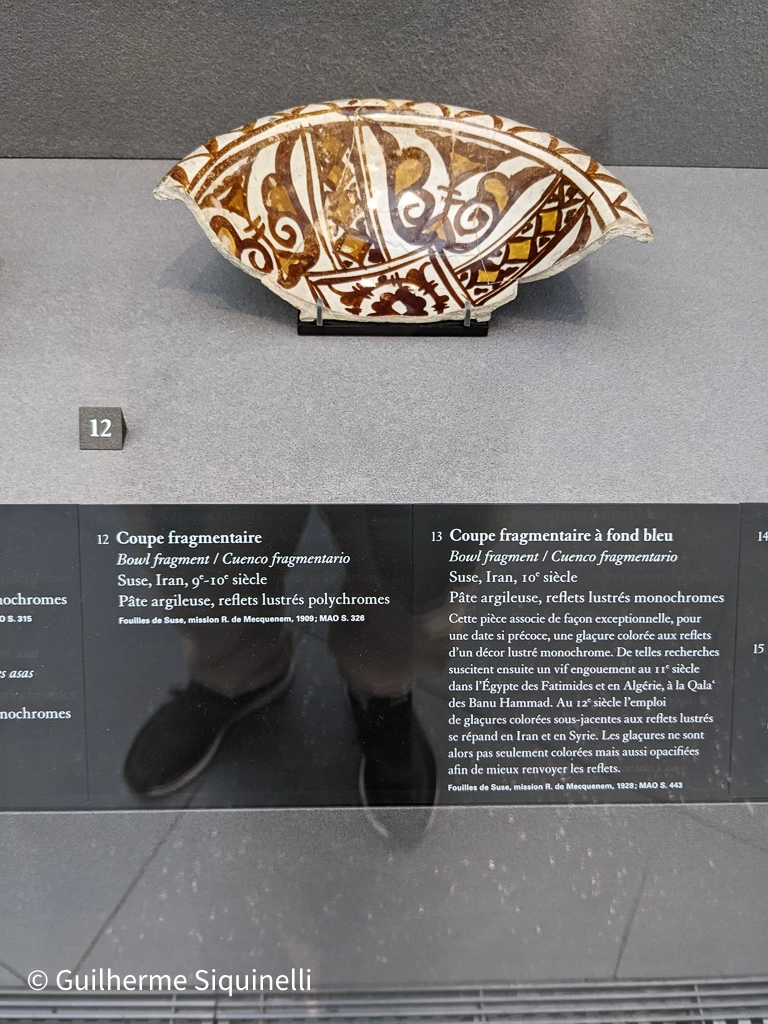 12
nochromes
O S. 315
es asas
nochromes
12 Coupe fragmentaire
Bowl fragment / Cuenco fragmentario
Suse, Iran, 9e-10e siècle
Pâte argileuse, reflets lustrés polychromes
Fouilles de Suse, mission R. de Mecquenem, 1909; MAO S. 326
13 Coupe fragmentaire à fond bleu
Bowl fragment / Cuenco fragmentario
Suse, Iran, 10e siècle
Pâte argileuse, reflets lustrés monochromes
Cette pièce associe de façon exceptionnelle, pour
une date si précoce, une glaçure colorée aux reflets
d'un décor lustré monochrome. De telles recherches
suscitent ensuite un vif engouement au 11e siècle
dans l'Égypte des Fatimides et en Algérie, à la Qala‘
des Banu Hammad. Au 12e siècle l'emploi
de glaçures colorées sous-jacentes aux reflets lustrés
se répand en Iran et en Syrie. Les glaçures ne sont
alors pas seulement colorées mais aussi opacifiées
afin de mieux renvoyer les reflets.
Fouilles de Suse, mission R. de Mecquenem, 1928; MAO S. 443
14
15
© Guilherme Siquinelli